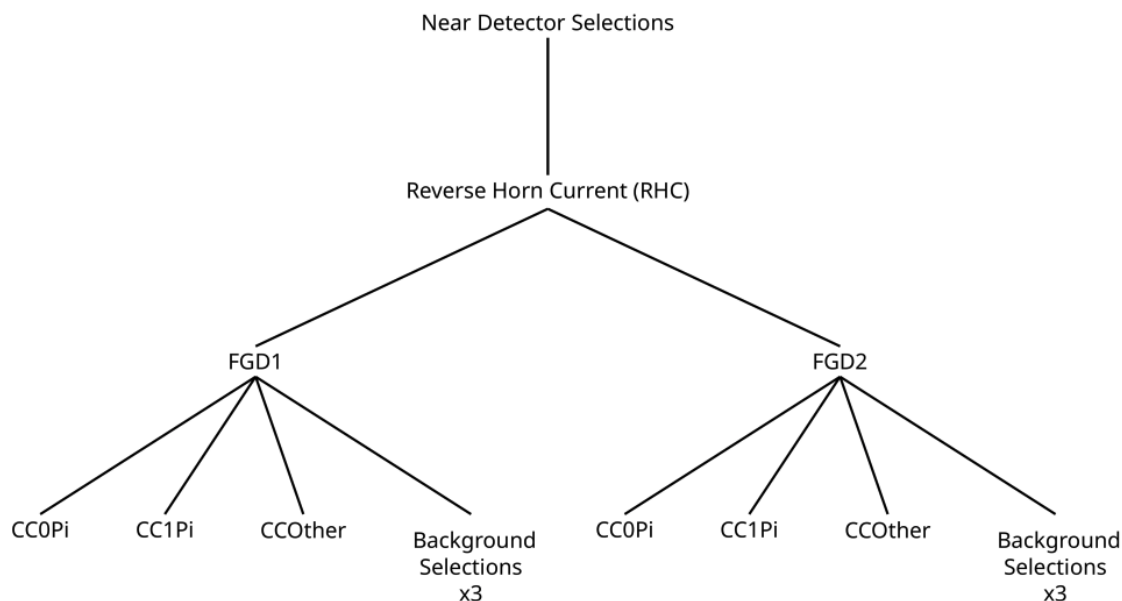 Near Detector Selections
Reverse Horn Current (RHC)
FGD1
FGD2
CC0Pi
CC1Pi
CCOther
Background
Selections
x3
CC0Pi
CC1Pi
CCOther
Background
Selections
x3